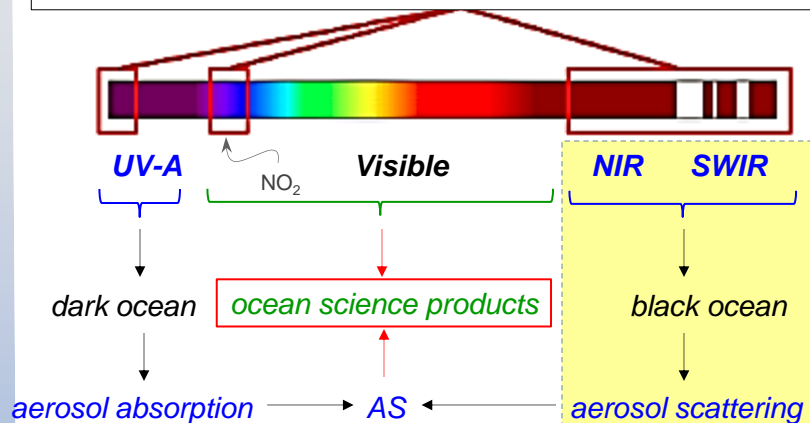 UV-A Visible NIR SWIR
NO₂
dark ocean ocean science products black ocean
aerosol absorption AS aerosol scattering